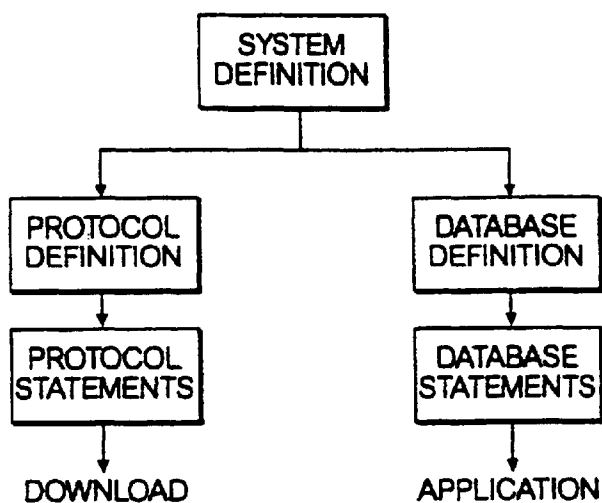 SYSTEM
DEFINITION
PROTOCOL
DEFINITION
DATABASE
DEFINITION
PROTOCOL
STATEMENTS
DATABASE
STATEMENTS
DOWNLOAD
APPLICATION